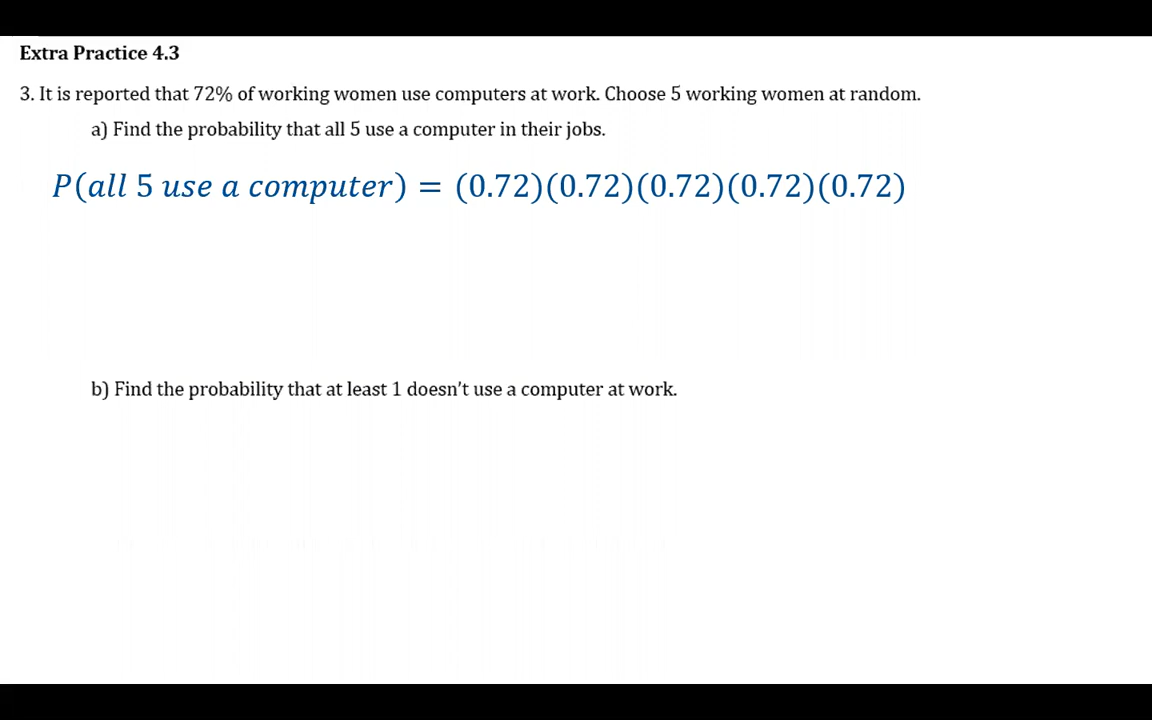 Extra Practice 4.3
3. It is reported that 72% of working women use computers at work. Choose 5 working women at random.
a) Find the probability that all 5 use a computer in their jobs.
P(all 5 use a computer) = (0.72)(0.72)(0.72)(0.72)(0.72)
b) Find the probability that at least 1 doesn't use a computer at work.